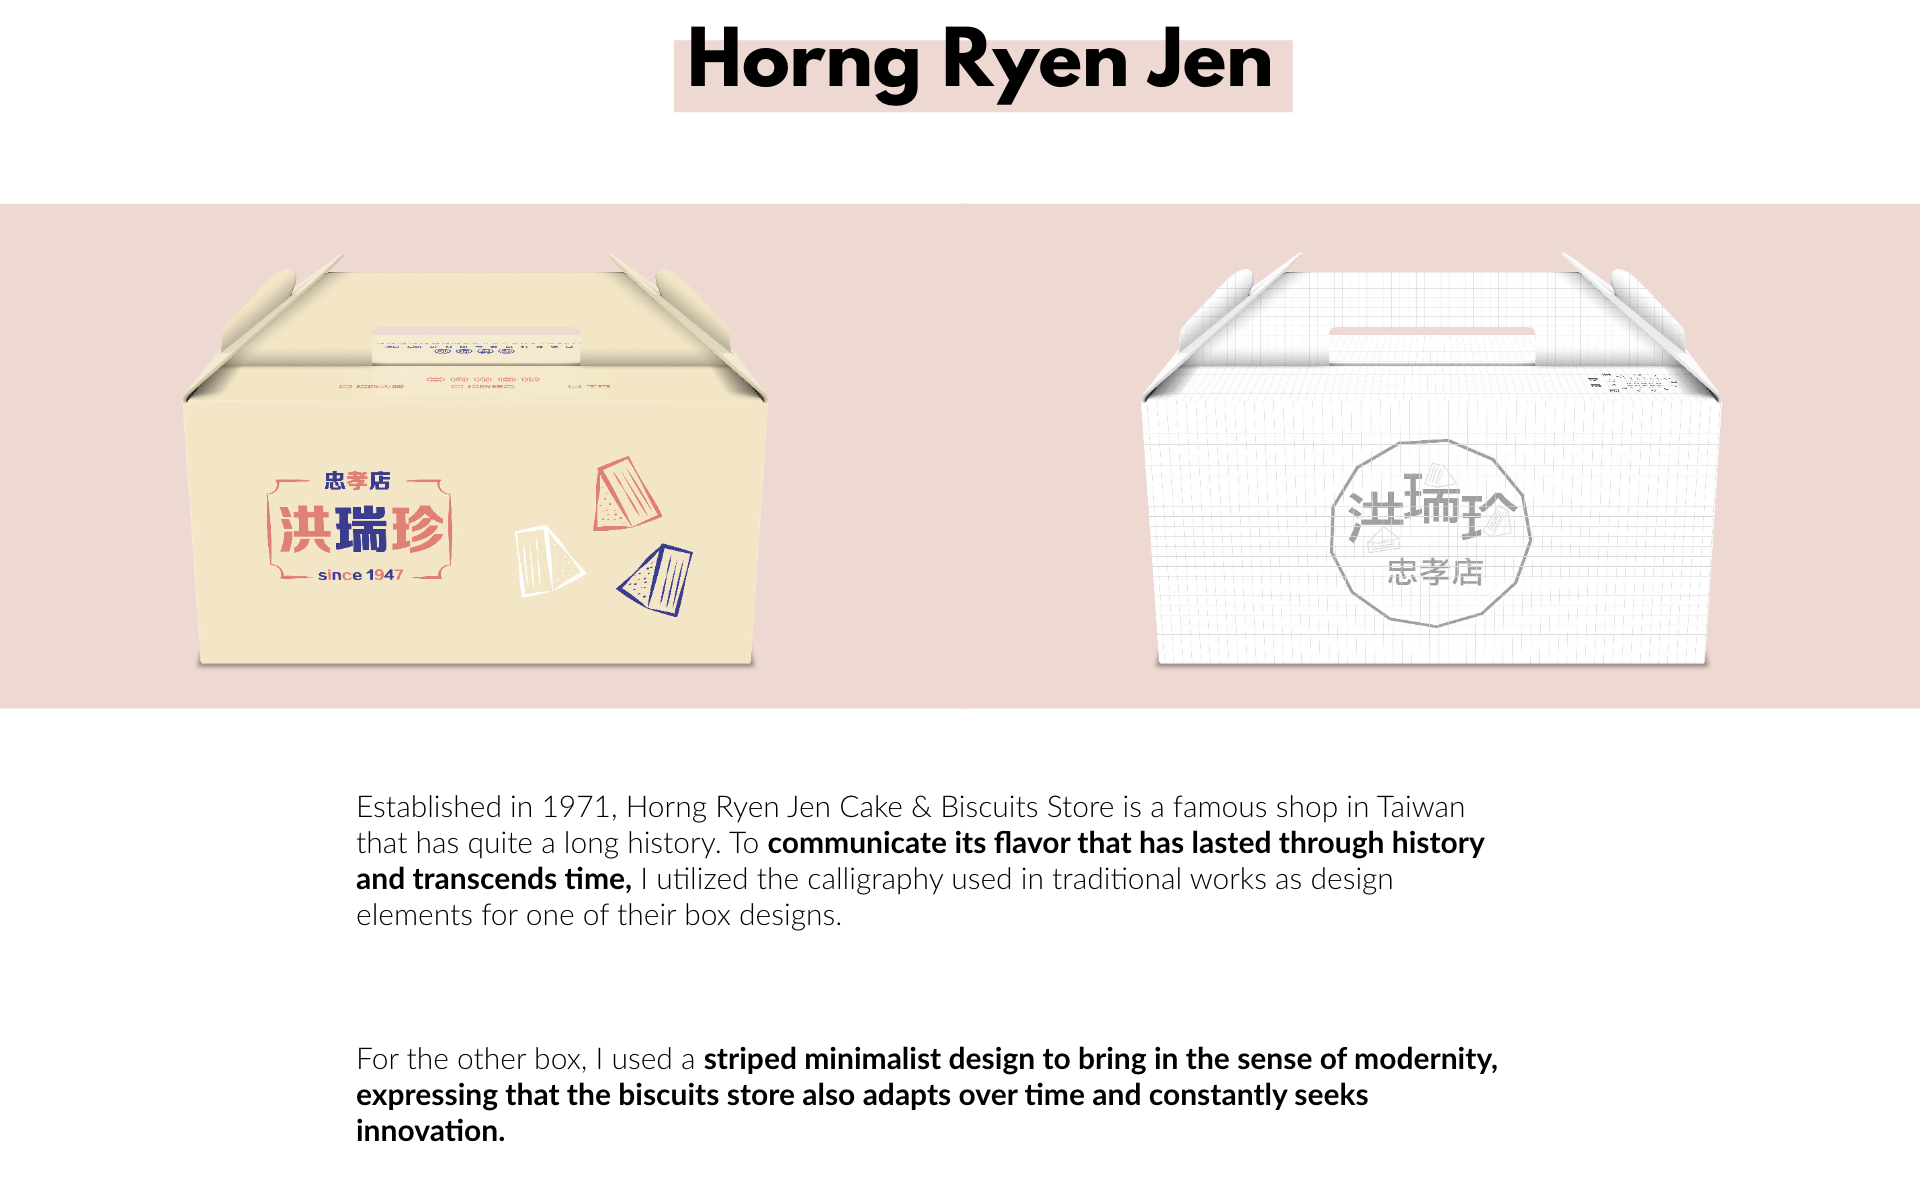 Horng Ryen Jen
忠孝店
洪瑞珍
since 1947
洪瑞珍
忠孝店
Established in 1971, Horng Ryen Jen Cake & Biscuits Store is a famous shop in Taiwan
that has quite a long history. To communicate its flavor that has lasted through history
and transcends time, I utilized the calligraphy used in traditional works as design
elements for one of their box designs.
For the other box, I used a striped minimalist design to bring in the sense of modernity,
expressing that the biscuits store also adapts over time and constantly seeks
innovation.